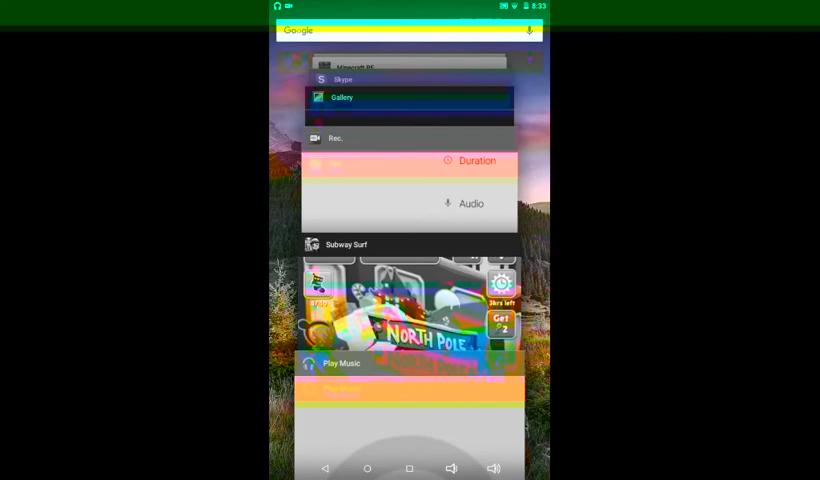 8:33
Google
Minecraft PE
Skype
Gallery
Rec.
Duration
Audio
Subway Surf
3hrs left
Get
2
NORTH POLE
Play Music